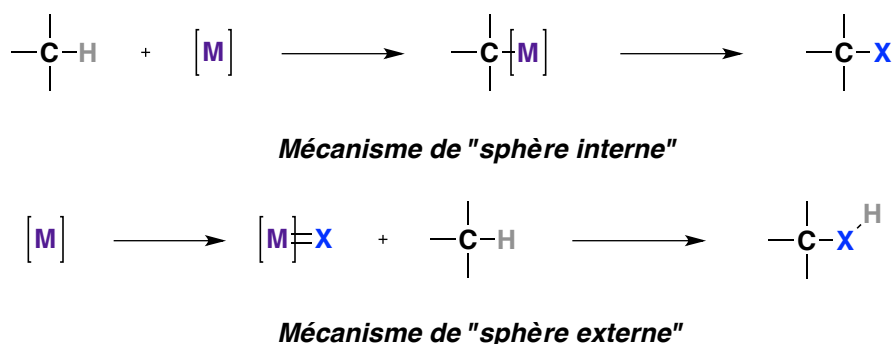 C H + [M] C [M] C X
Mécanisme de "sphère interne"
[M] [M] X + C H C X H
Mécanisme de "sphère externe"